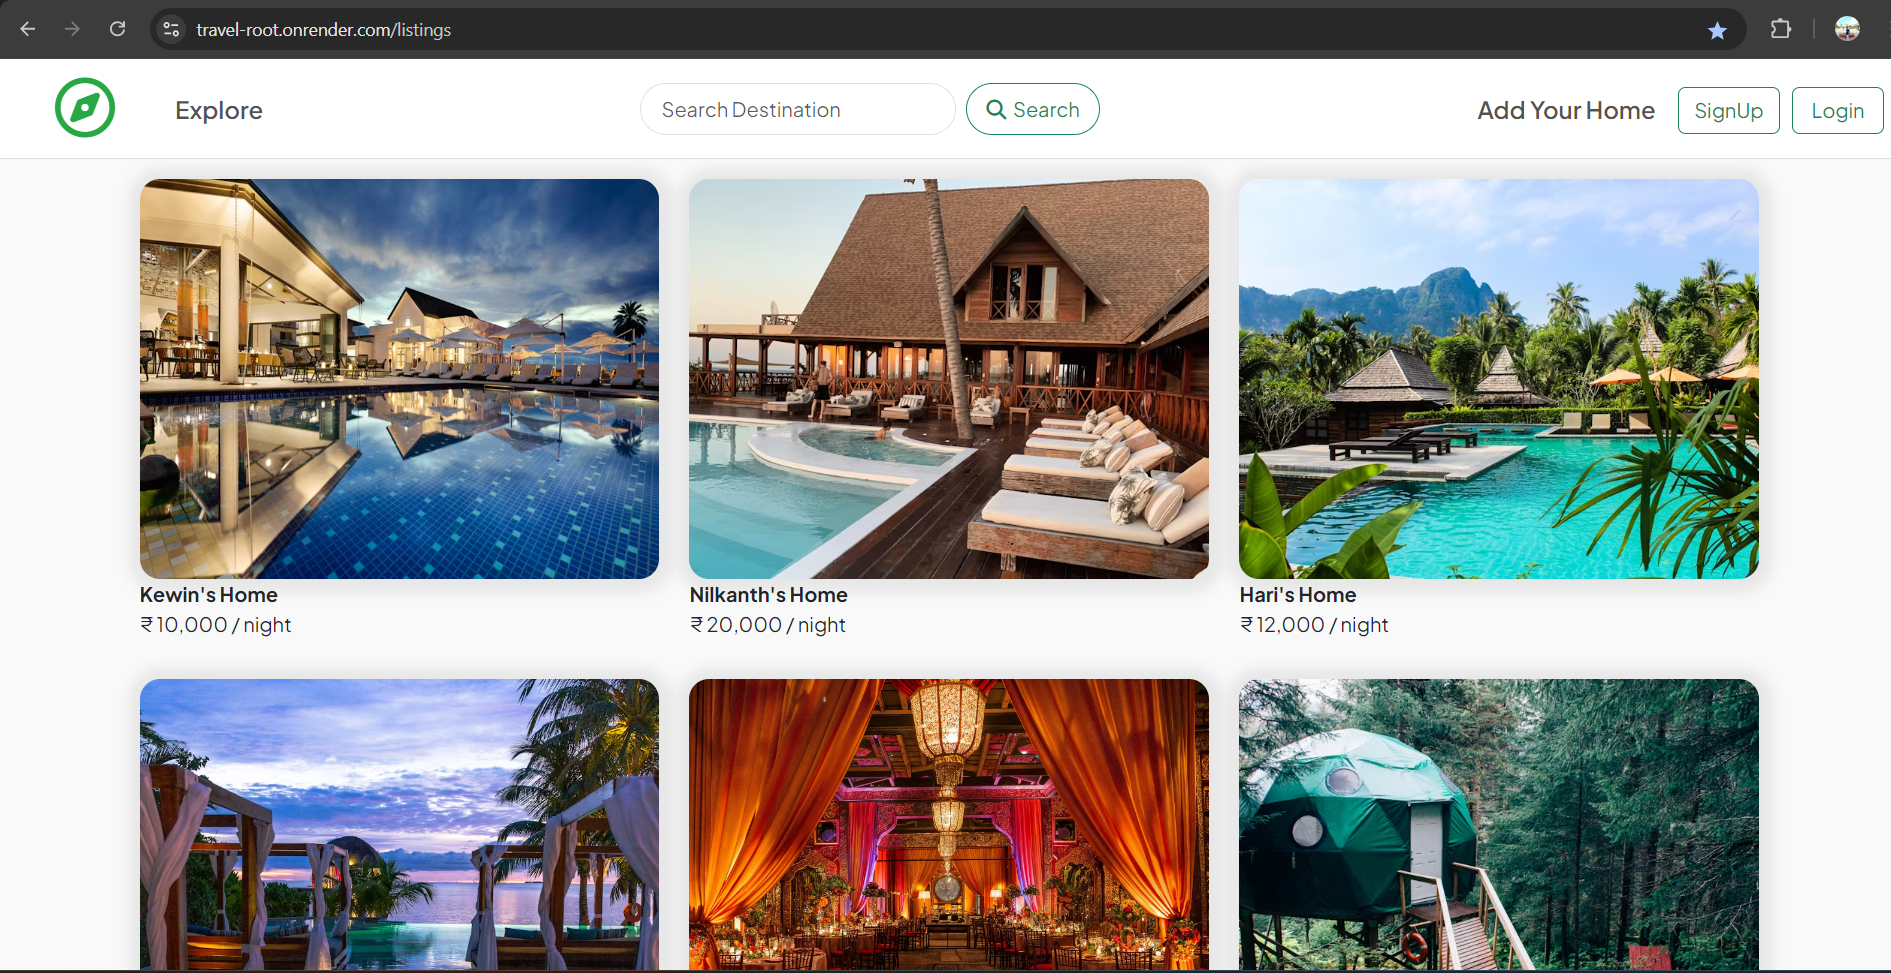 travel-root.onrender.com/listings
Explore
Search Destination
Search
Add Your Home
SignUp
Login
Kewin's Home
₹ 10,000 / night
Nilkanth's Home
₹ 20,000 / night
Hari's Home
₹ 12,000 / night